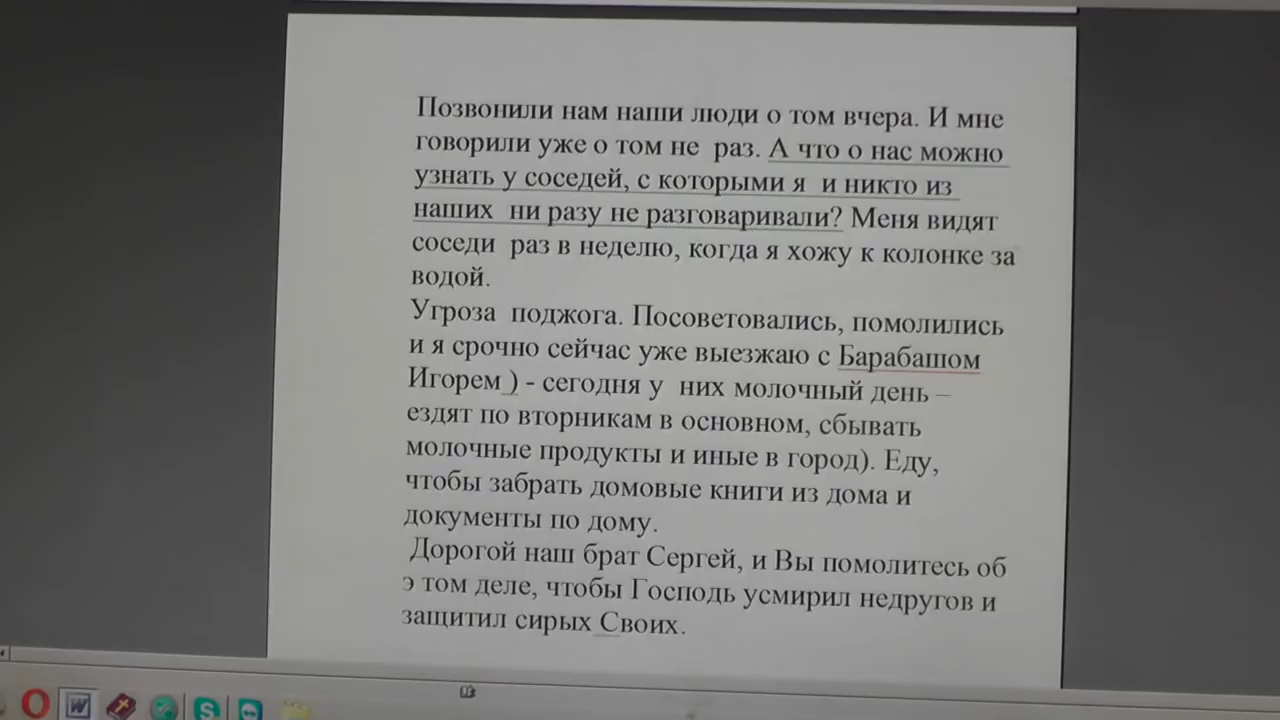 Позвонили нам наши люди о том вчера. И мне
говорили уже о том не раз. А что о нас можно
узнать у соседей, с которыми я и никто из
наших ни разу не разговаривали? Меня видят
соседи раз в неделю, когда я хожу к колонке за
водой.
Угроза поджога. Посоветовались, помолились
и я срочно сейчас уже выезжаю с Барабашом
Игорем ) - сегодня у них молочный день –
ездят по вторникам в основном, сбывать
молочные продукты и иные в город). Еду,
чтобы забрать домовые книги из дома и
документы по дому.
Дорогой наш брат Сергей, и Вы помолитесь об
э том деле, чтобы Господь усмирил недругов и
защитил сирых Своих.